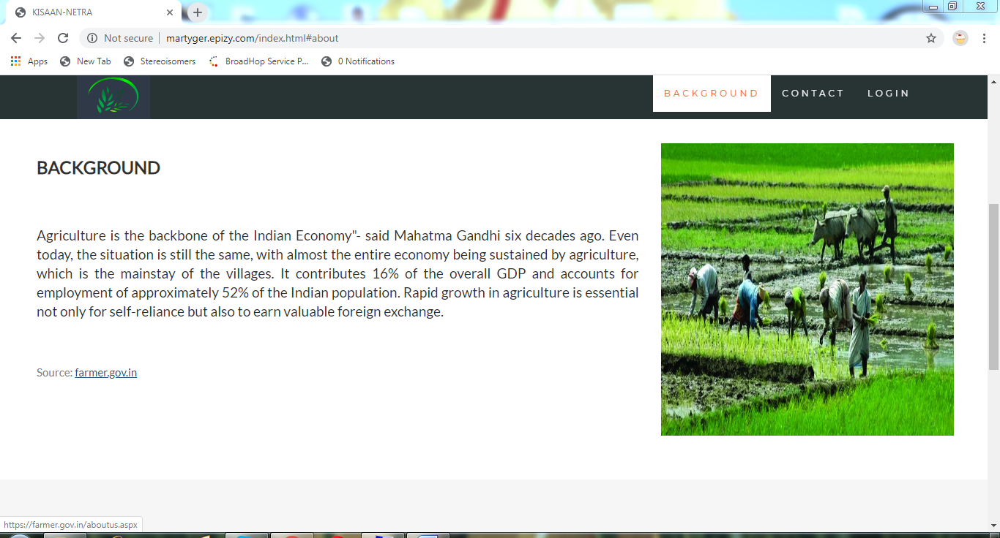 KISAAN-NETRA
Not secure
martyger.epizy.com/index.html#about
Apps
New Tab
Stereoisomers
BroadHop Service P...
0 Notifications
BACKGROUND
CONTACT
LOGIN
BACKGROUND
Agriculture is the backbone of the Indian Economy"- said Mahatma Gandhi six decades ago. Even
today, the situation is still the same, with almost the entire economy being sustained by agriculture,
which is the mainstay of the villages. It contributes 16% of the overall GDP and accounts for
employment of approximately 52% of the Indian population. Rapid growth in agriculture is essential
not only for self-reliance but also to earn valuable foreign exchange.
Source: farmer.gov.in
https://farmer.gov.in/aboutus.aspx